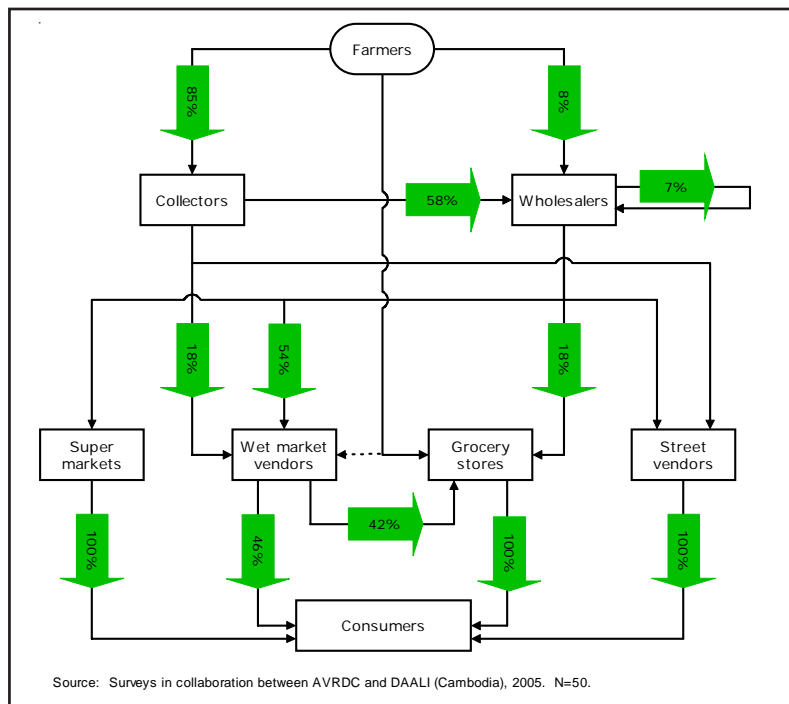 Farmers
85%
8%
Collectors
58%
Wholesalers
7%
18%
54%
18%
Super
markets
Wet market
vendors
Grocery
stores
Street
vendors
42%
100%
46%
100%
100%
Consumers
Source: Surveys in collaboration between AVRDC and DAALI (Cambodia), 2005. N=50.